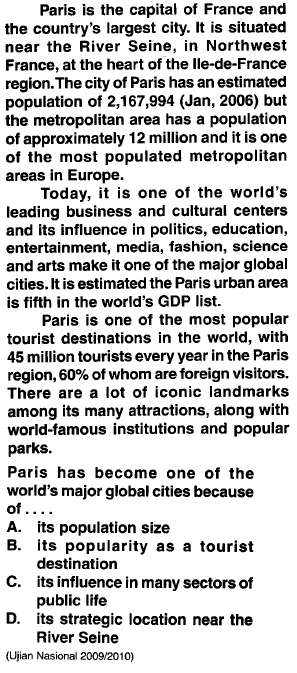 Paris is the capital of France and
the country's largest city. It is situated
near the River Seine, in Northwest
France, at the heart of the Ile-de-France
region. The city of Paris has an estimated
population of 2,167,994 (Jan, 2006) but
the metropolitan area has a population
of approximately 12 million and it is one
of the most populated metropolitan
areas in Europe.
Today, it is one of the world's
leading business and cultural centers
and its influence in politics, education,
entertainment, media, fashion, science
and arts make it one of the major global
cities. It is estimated the Paris urban area
is fifth in the world's GDP list.
Paris is one of the most popular
tourist destinations in the world, with
45 million tourists every year in the Paris
region, 60% of whom are foreign visitors.
There are a lot of iconic landmarks
among its many attractions, along with
world-famous institutions and popular
parks.
Paris has become one of the
world's major global cities because
of . . . .
A. its population size
B. its popularity as a tourist
destination
C. its influence in many sectors of
public life
D. its strategic location near the
River Seine
(Ujian Nasional 2009/2010)